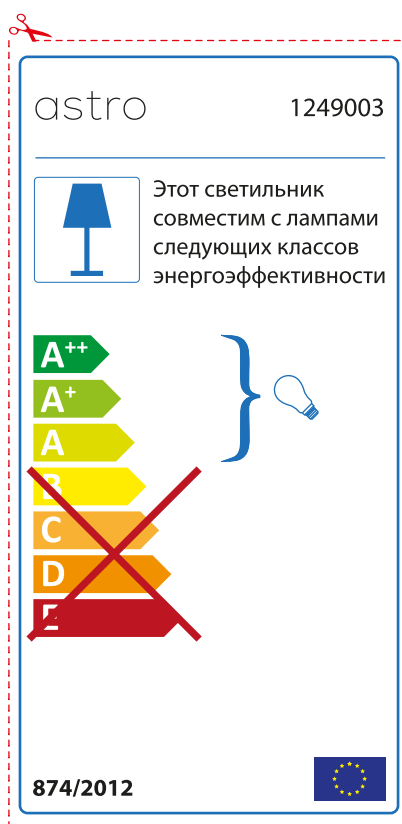 astro 1249003
Этот светильник
совместим с лампами
следующих классов
энергоэффективности
A++
A+
A
B
C
D
E
874/2012